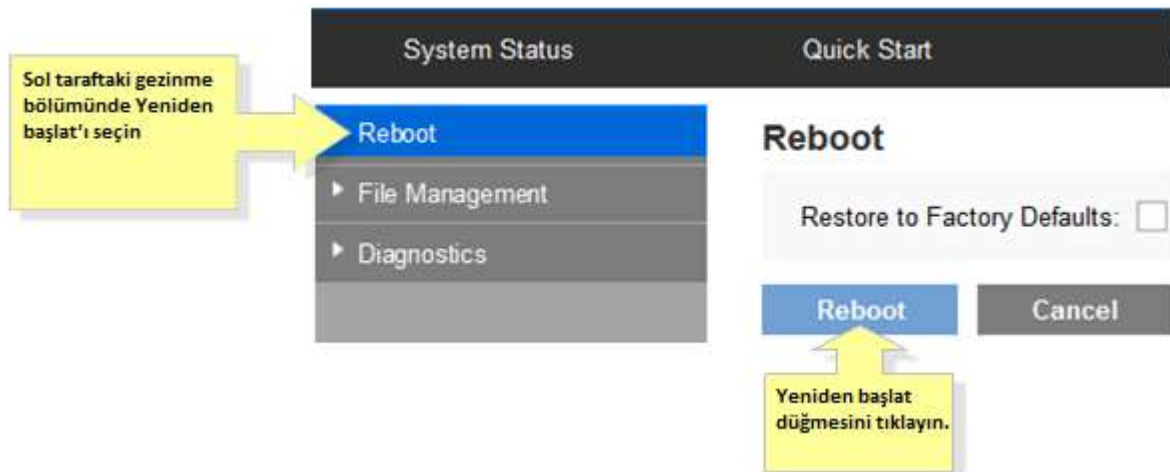 System Status
Quick Start
Sol taraftaki gezinme
bölümünde Yeniden
başlat'ı seçin
Reboot
File Management
Diagnostics
Reboot
Restore to Factory Defaults:
Reboot
Cancel
Yeniden başlat
düğmesini tıklayın.